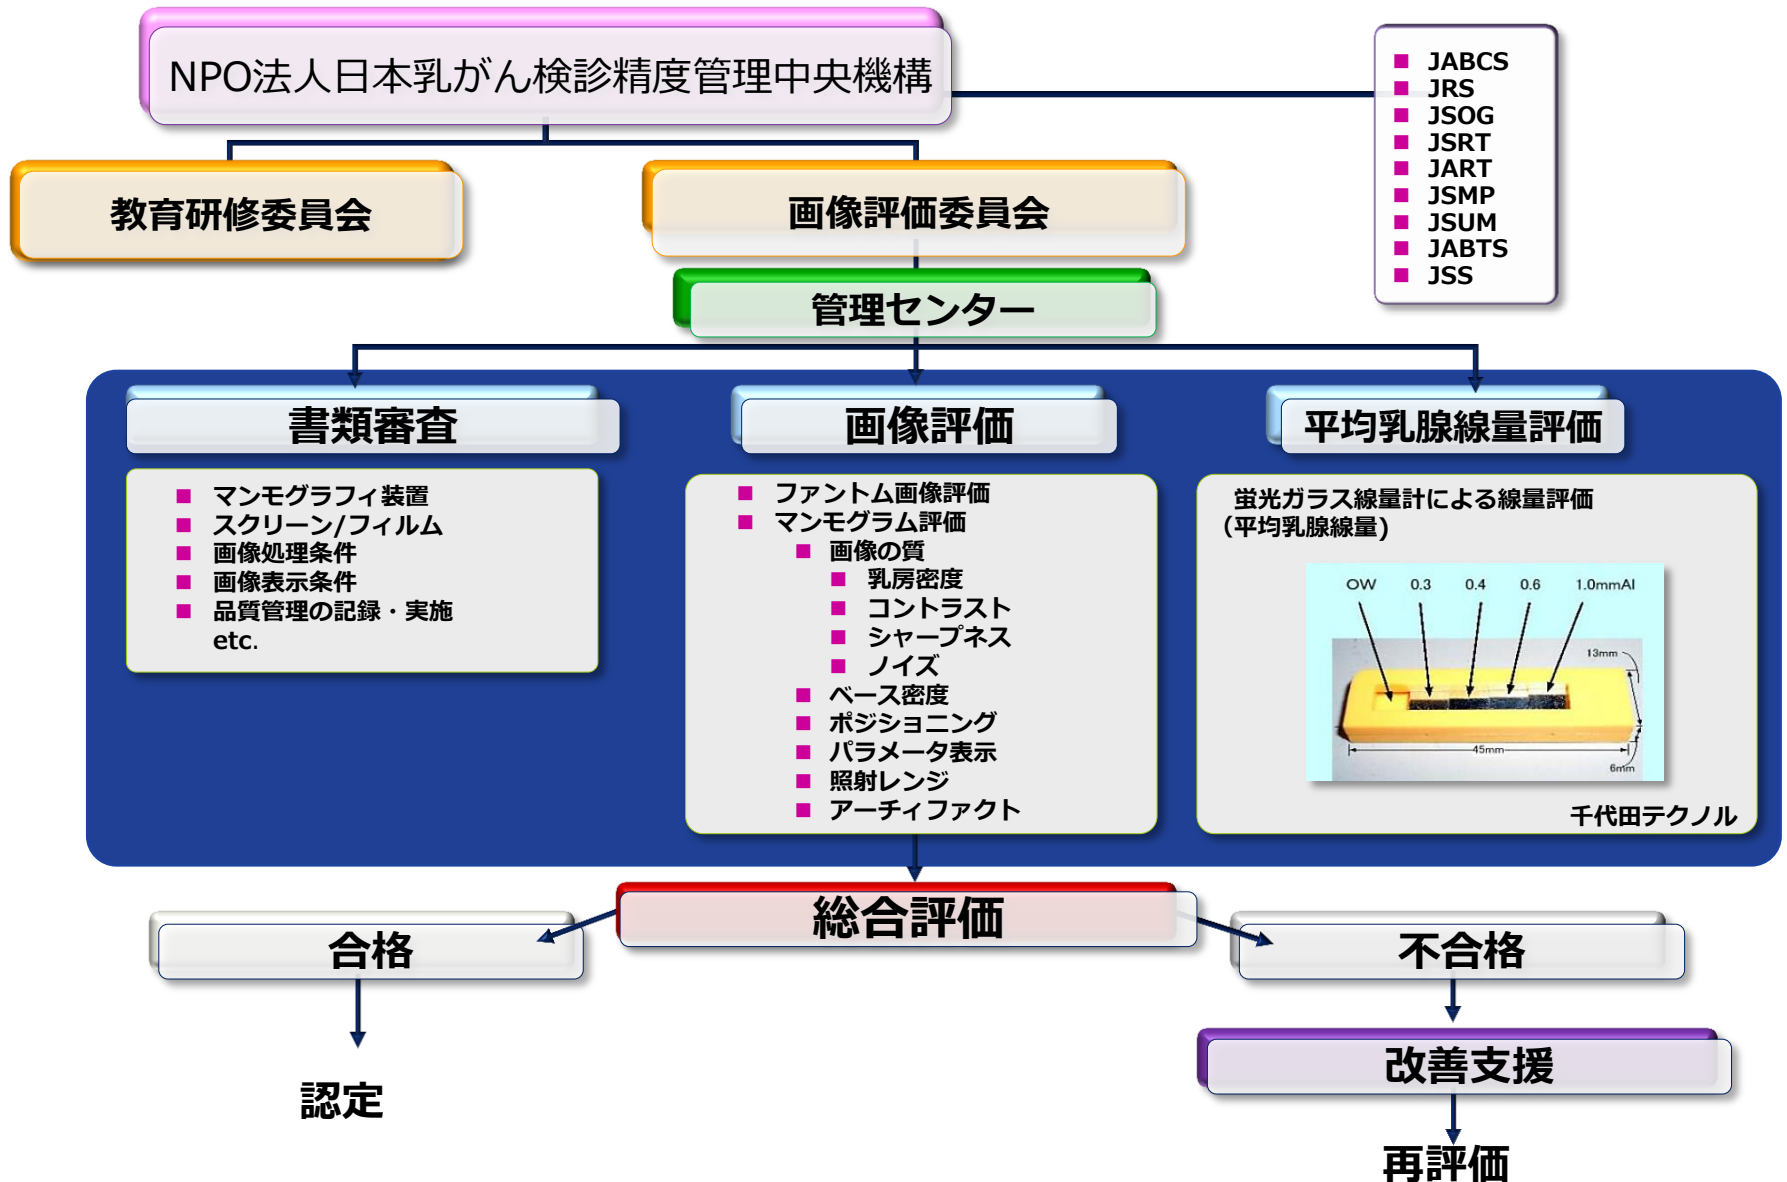 NPO法人日本乳がん検診精度管理中央機構
JABCS
JRS
JSOG
JSRT
JART
JSMP
JSUM
JABTS
JSS
教育研修委員会
画像評価委員会
管理センター
書類審査
マンモグラフィ装置
スクリーン/フィルム
画像処理条件
画像表示条件
品質管理の記録・実施
etc.
画像評価
ファントム画像評価
マンモグラム評価
画像の質
乳房密度
コントラスト
シャープネス
ノイズ
ベース密度
ポジショニング
パラメータ表示
照射レンジ
アーティファクト
平均乳腺線量評価
蛍光ガラス線量計による線量評価
（平均乳腺線量)
OW 0.3 0.4 0.6 1.0mmAl
13mm
45mm
6mm
千代田テクノル
総合評価
合格
不合格
認定
改善支援
再評価